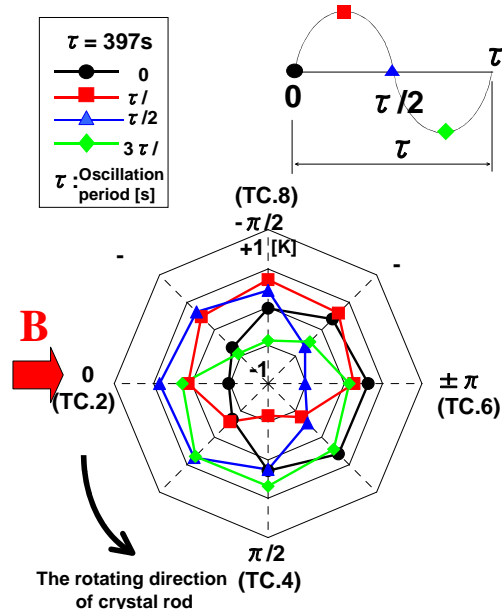 τ = 397s
0
τ/
τ/2
3τ/
τ : Oscillation
period [s]
0
τ/2
τ
τ
(TC.8)
-π/2
+1 [K]
-
-
-1
B
0
(TC.2)
±π
(TC.6)
π/2
(TC.4)
The rotating direction
of crystal rod